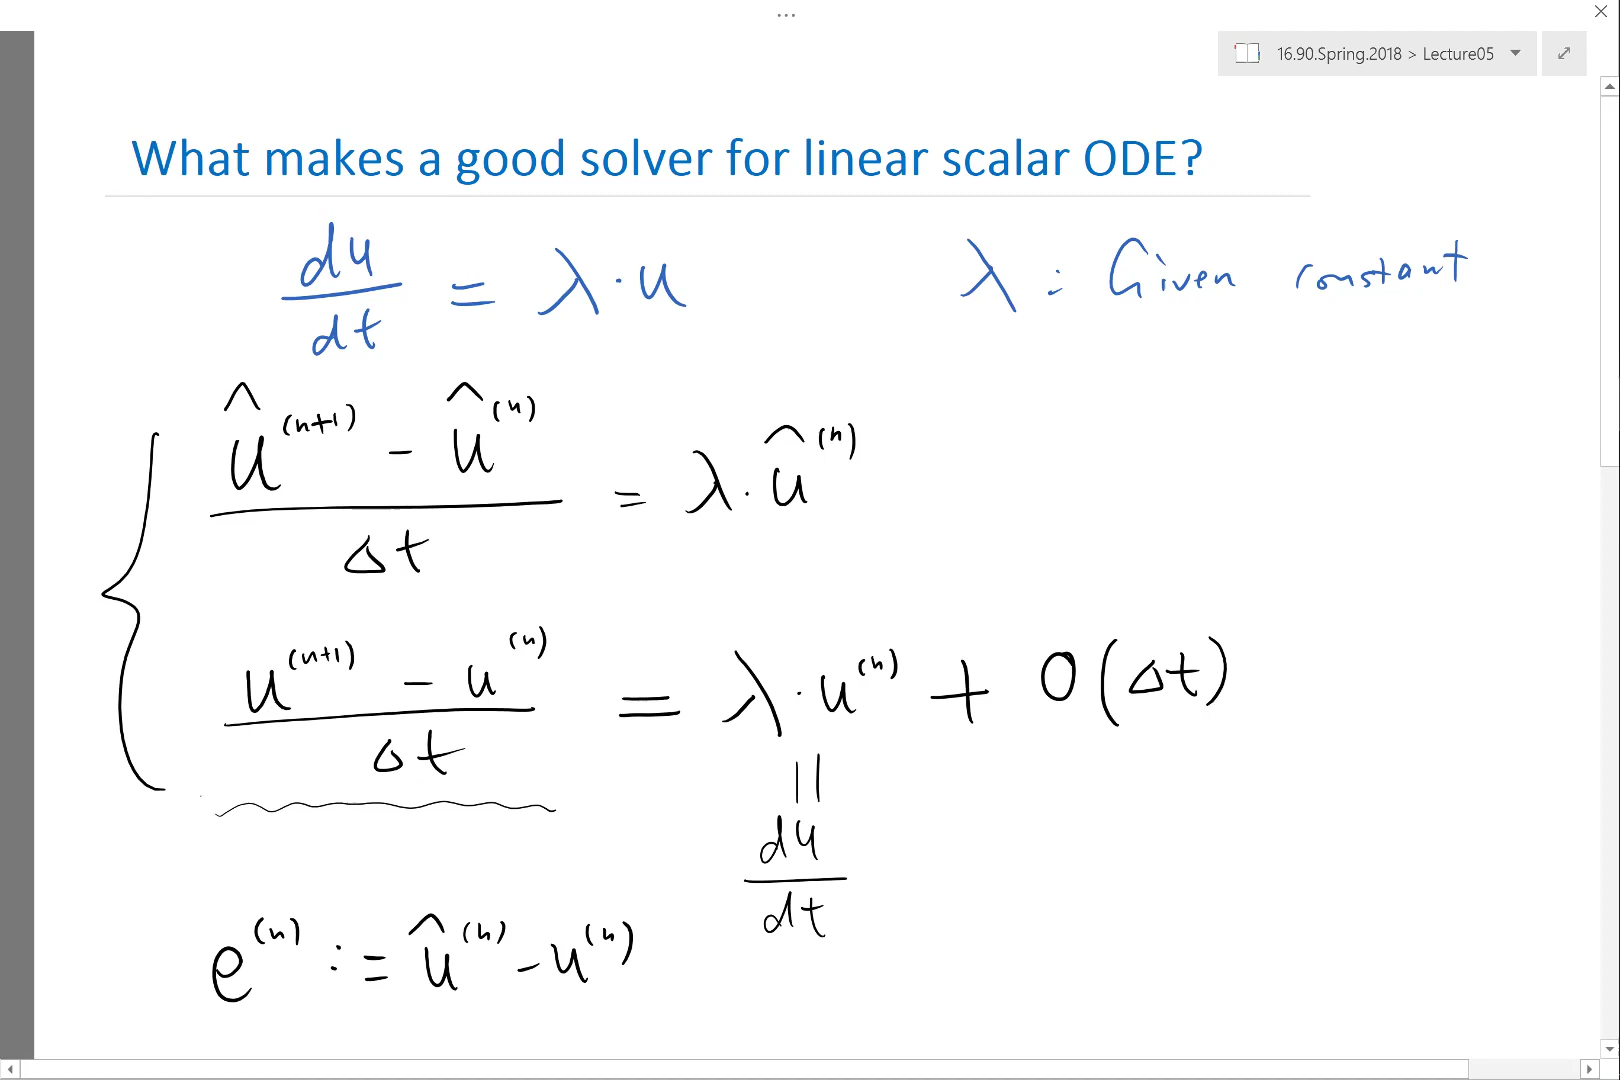 ...
16.90.Spring.2018 > Lecture05
What makes a good solver for linear scalar ODE?
du/dt = λ · u    λ : Given constant
(û^(n+1) - û^(n))/Δt = λ · û^(n)
(u^(n+1) - u^(n))/Δt = λ · u^(n) + O(Δt)
||
du/dt
e^(n) := û^(n) - u^(n)